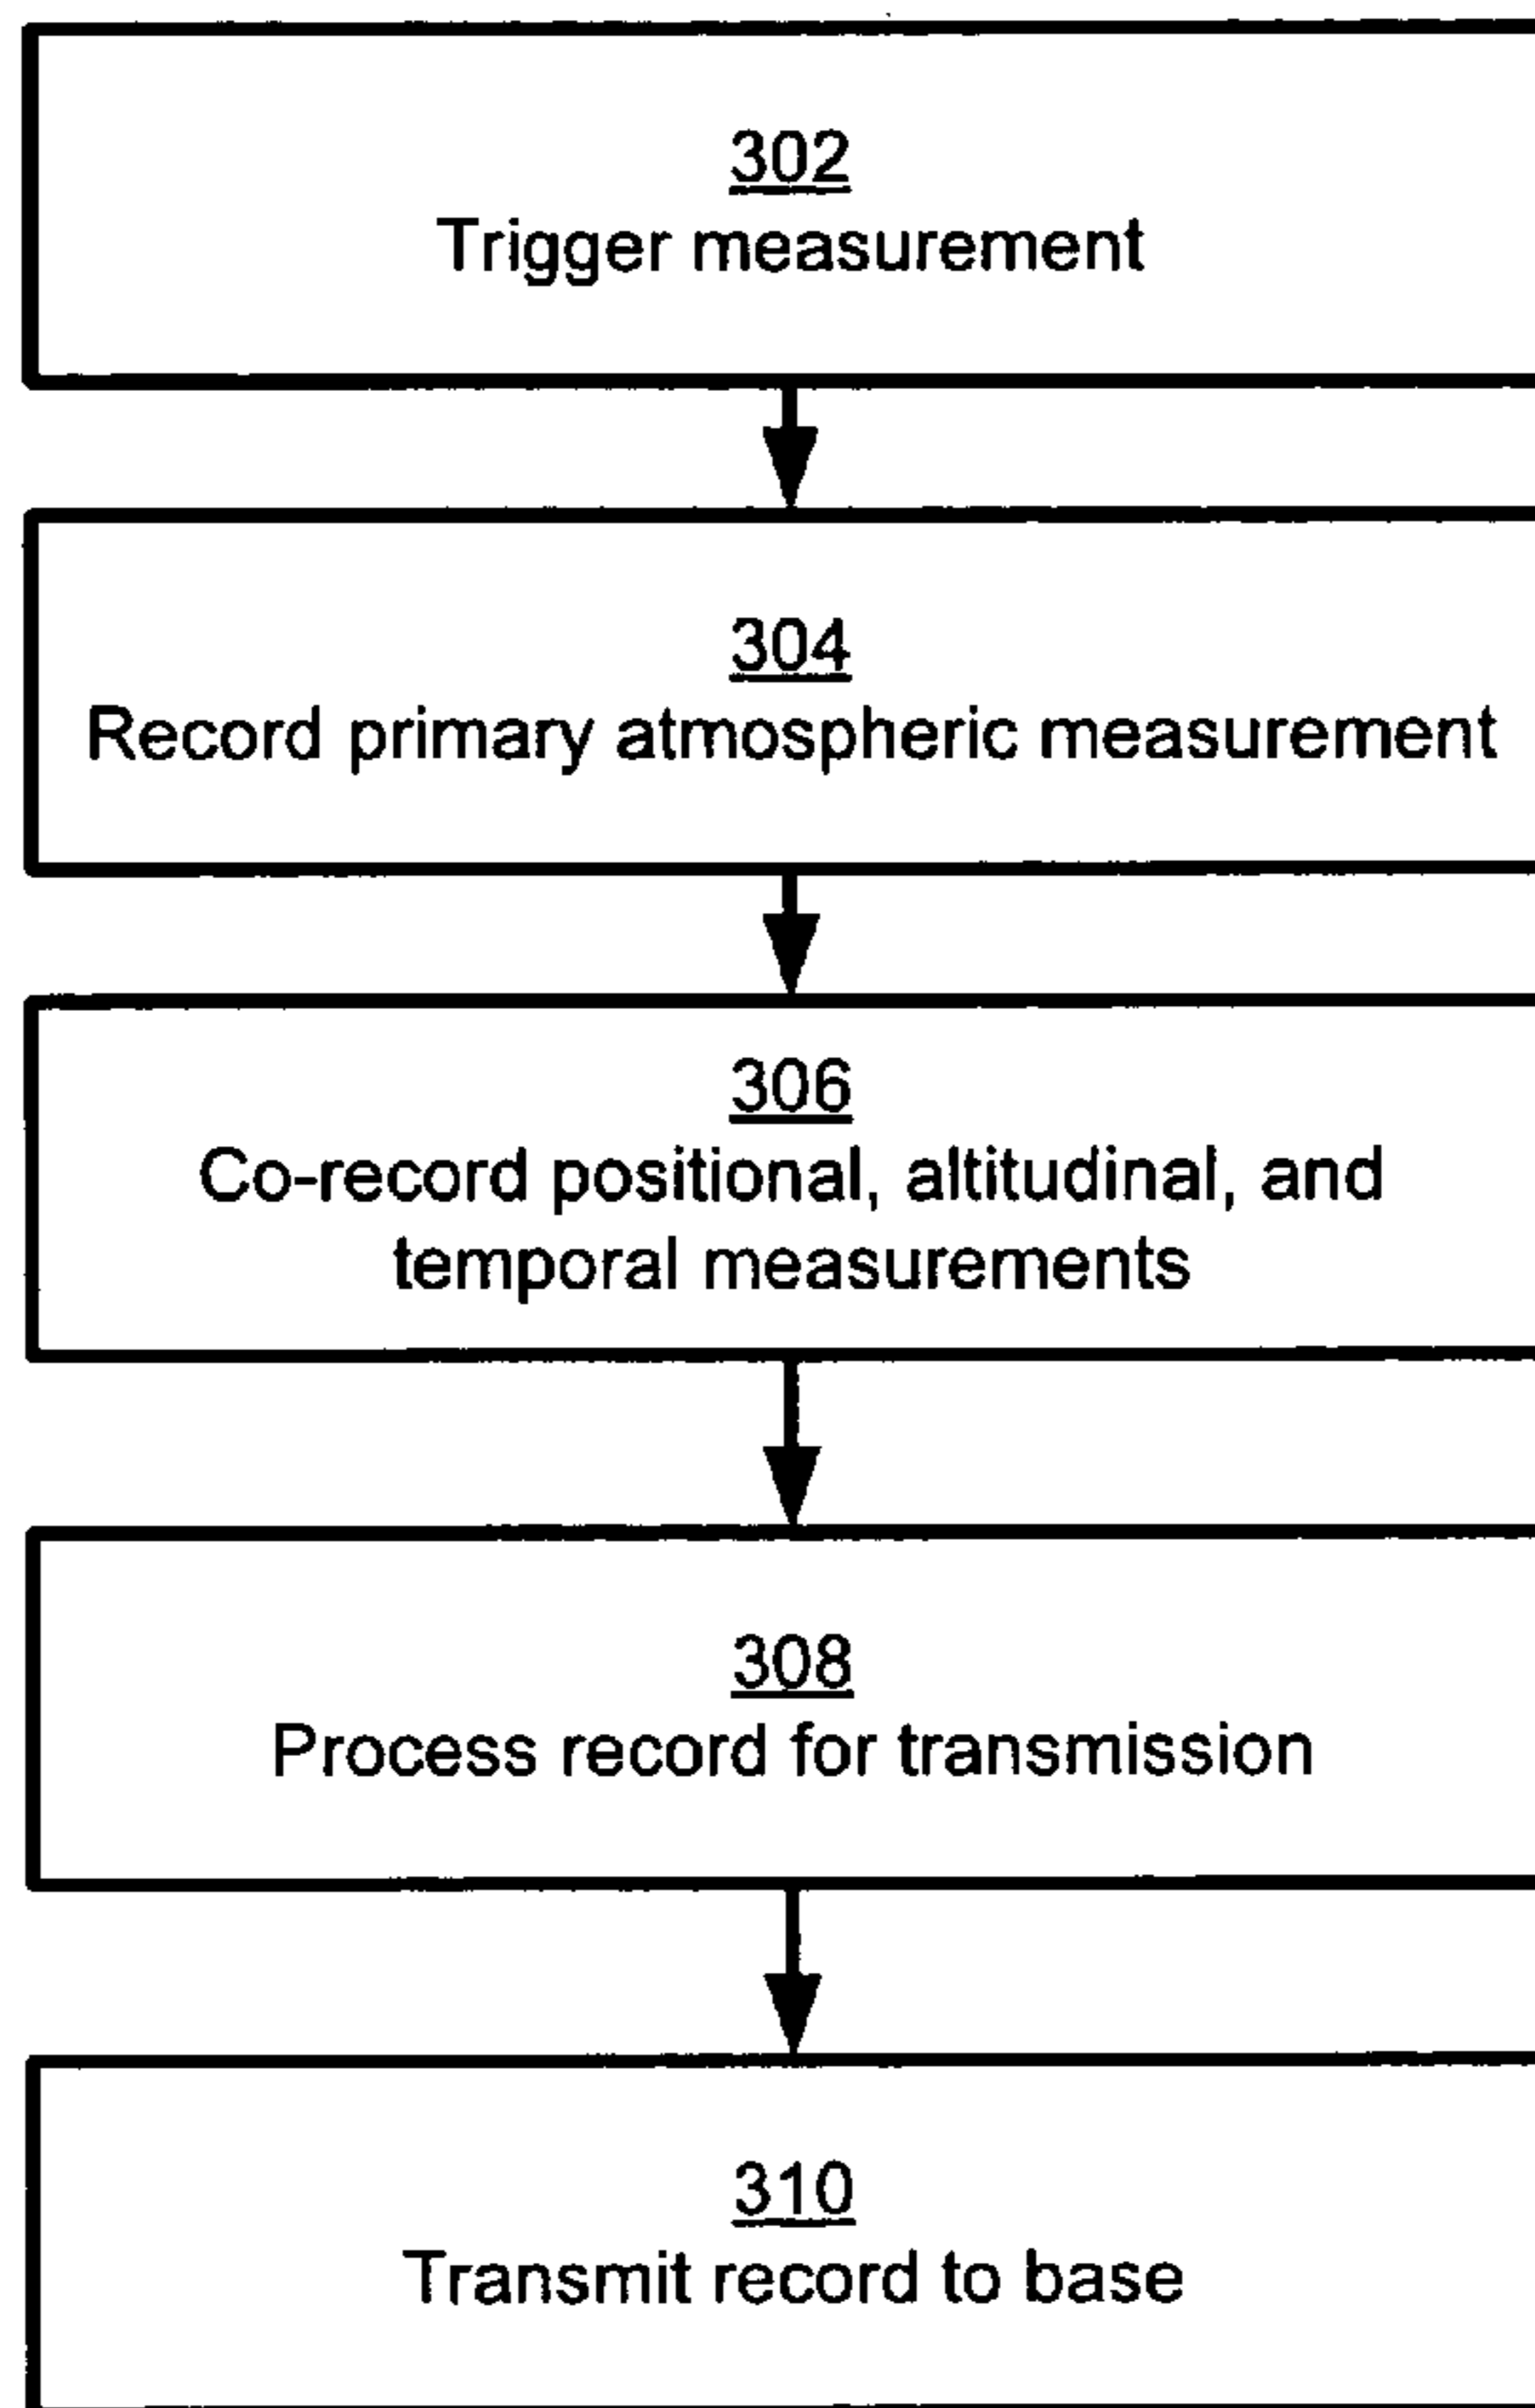 302
Trigger measurement
304
Record primary atmospheric measurement
306
Co-record positional, altitudinal, and
temporal measurements
308
Process record for transmission
310
Transmit record to base